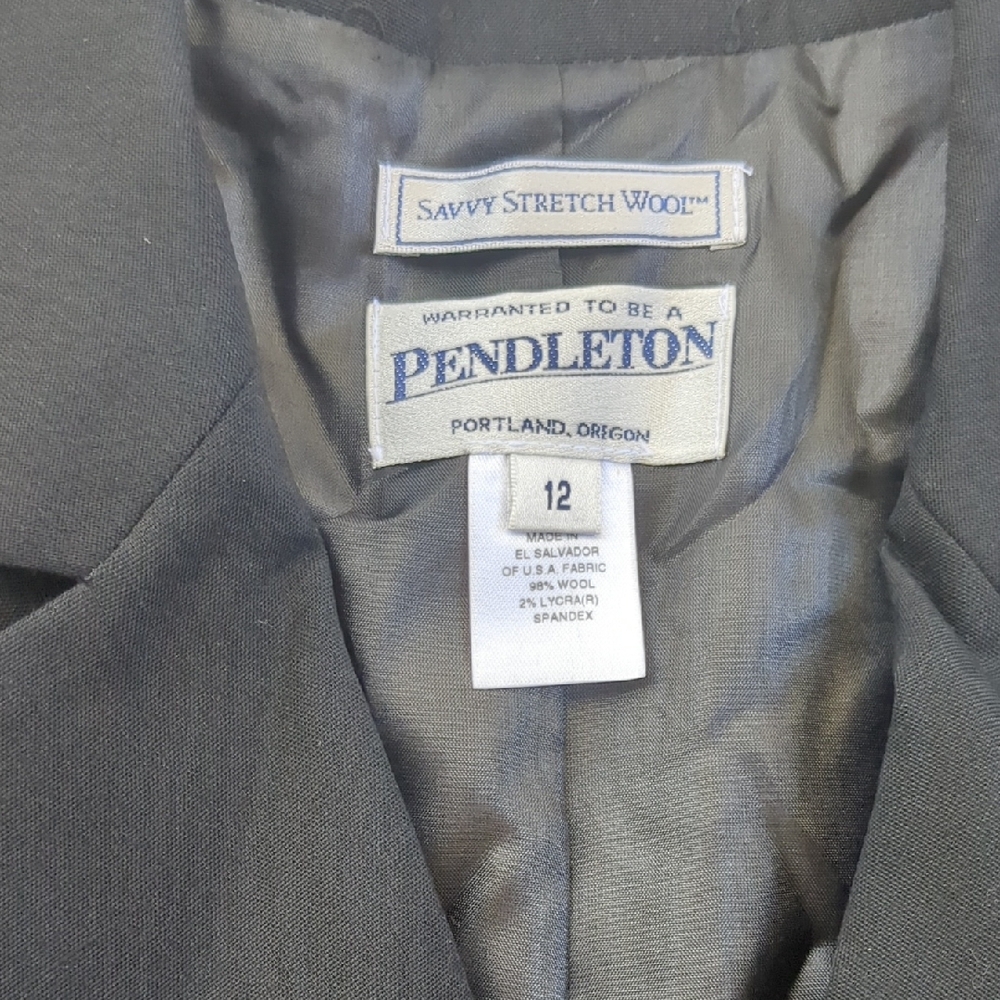 SAVVY STRETCH WOOL™
WARRANTED TO BE A
PENDLETON
PORTLAND, OREGON
12
MADE IN
EL SALVADOR
OF U.S.A. FABRIC
98% WOOL
2% LYCRA(R)
SPANDEX